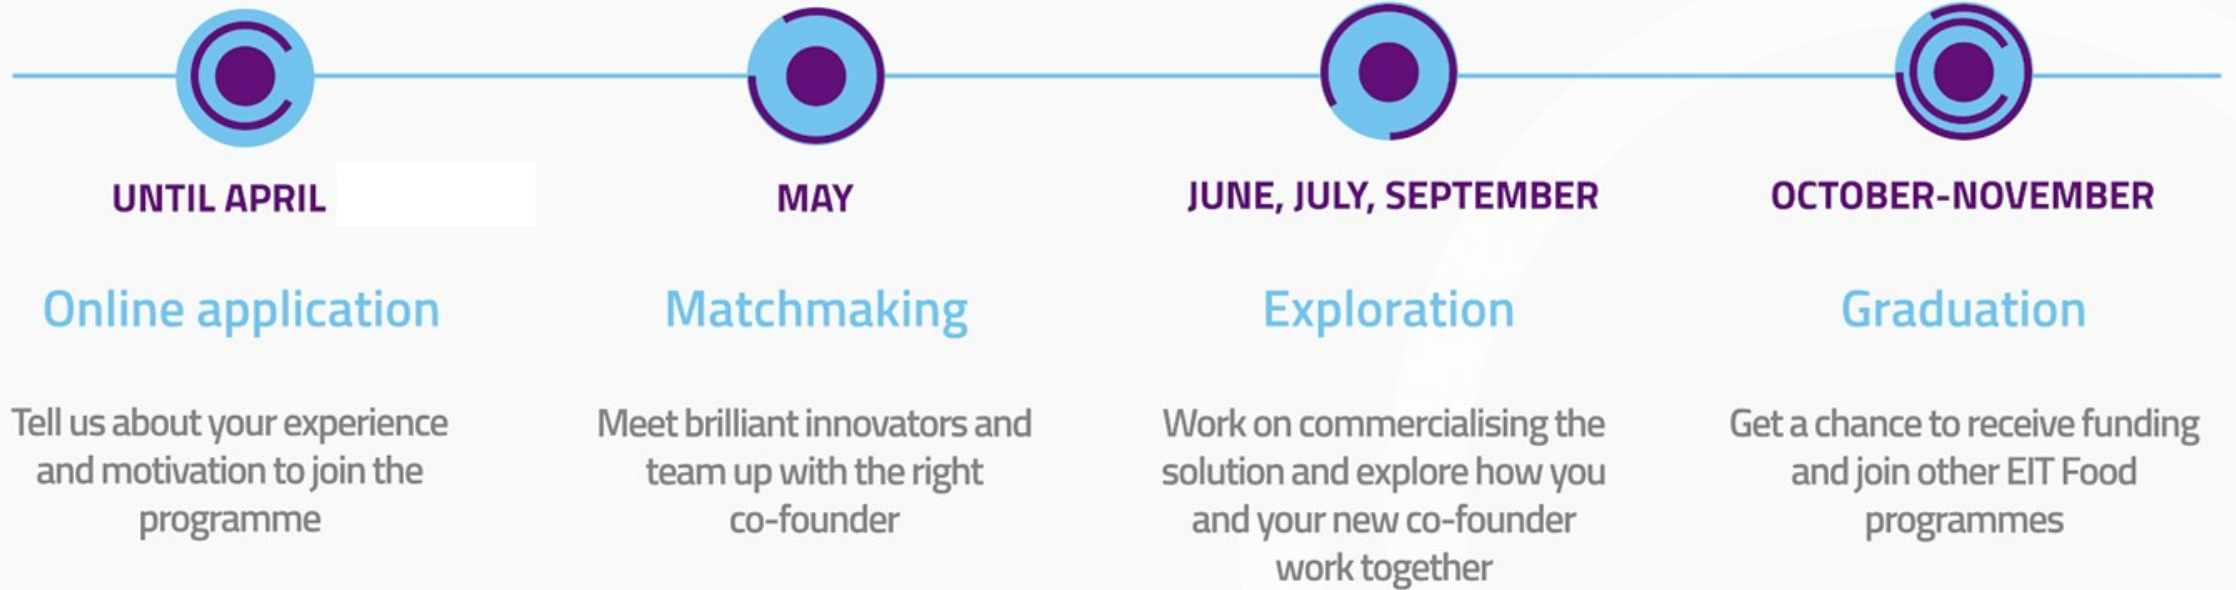 UNTIL APRIL
Online application
Tell us about your experience
and motivation to join the
programme
MAY
Matchmaking
Meet brilliant innovators and
team up with the right
co-founder
JUNE, JULY, SEPTEMBER
Exploration
Work on commercialising the
solution and explore how you
and your new co-founder
work together
OCTOBER-NOVEMBER
Graduation
Get a chance to receive funding
and join other EIT Food
programmes